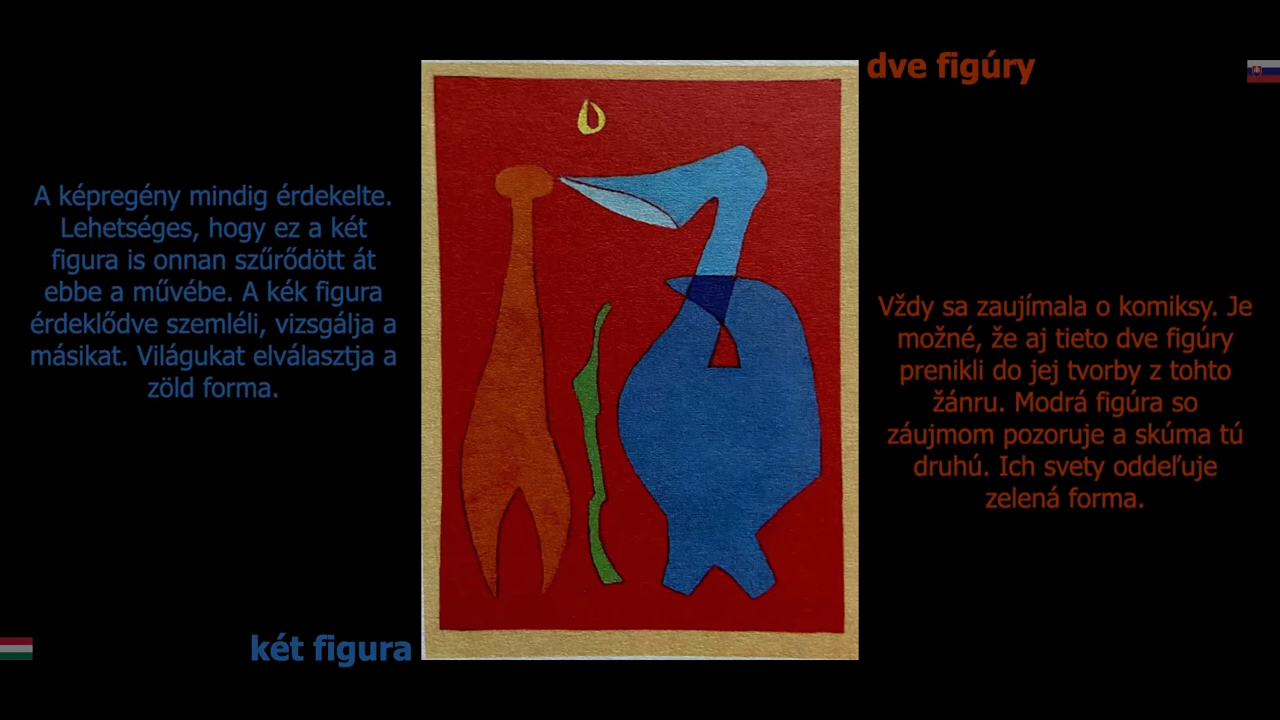 A képregény mindig érdekelte.
Lehetséges, hogy ez a két
figura is onnan szűrődött át
ebbe a művébe. A kék figura
érdeklődve szemléli, vizsgálja a
másikat. Világukat elválasztja a
zöld forma.
két figura
dve figúry
Vždy sa zaujímala o komiksy. Je
možné, že aj tieto dve figúry
prenikli do jej tvorby z tohto
žánru. Modrá figúra so
záujmom pozoruje a skúma tú
druhú. Ich svety oddeľuje
zelená forma.